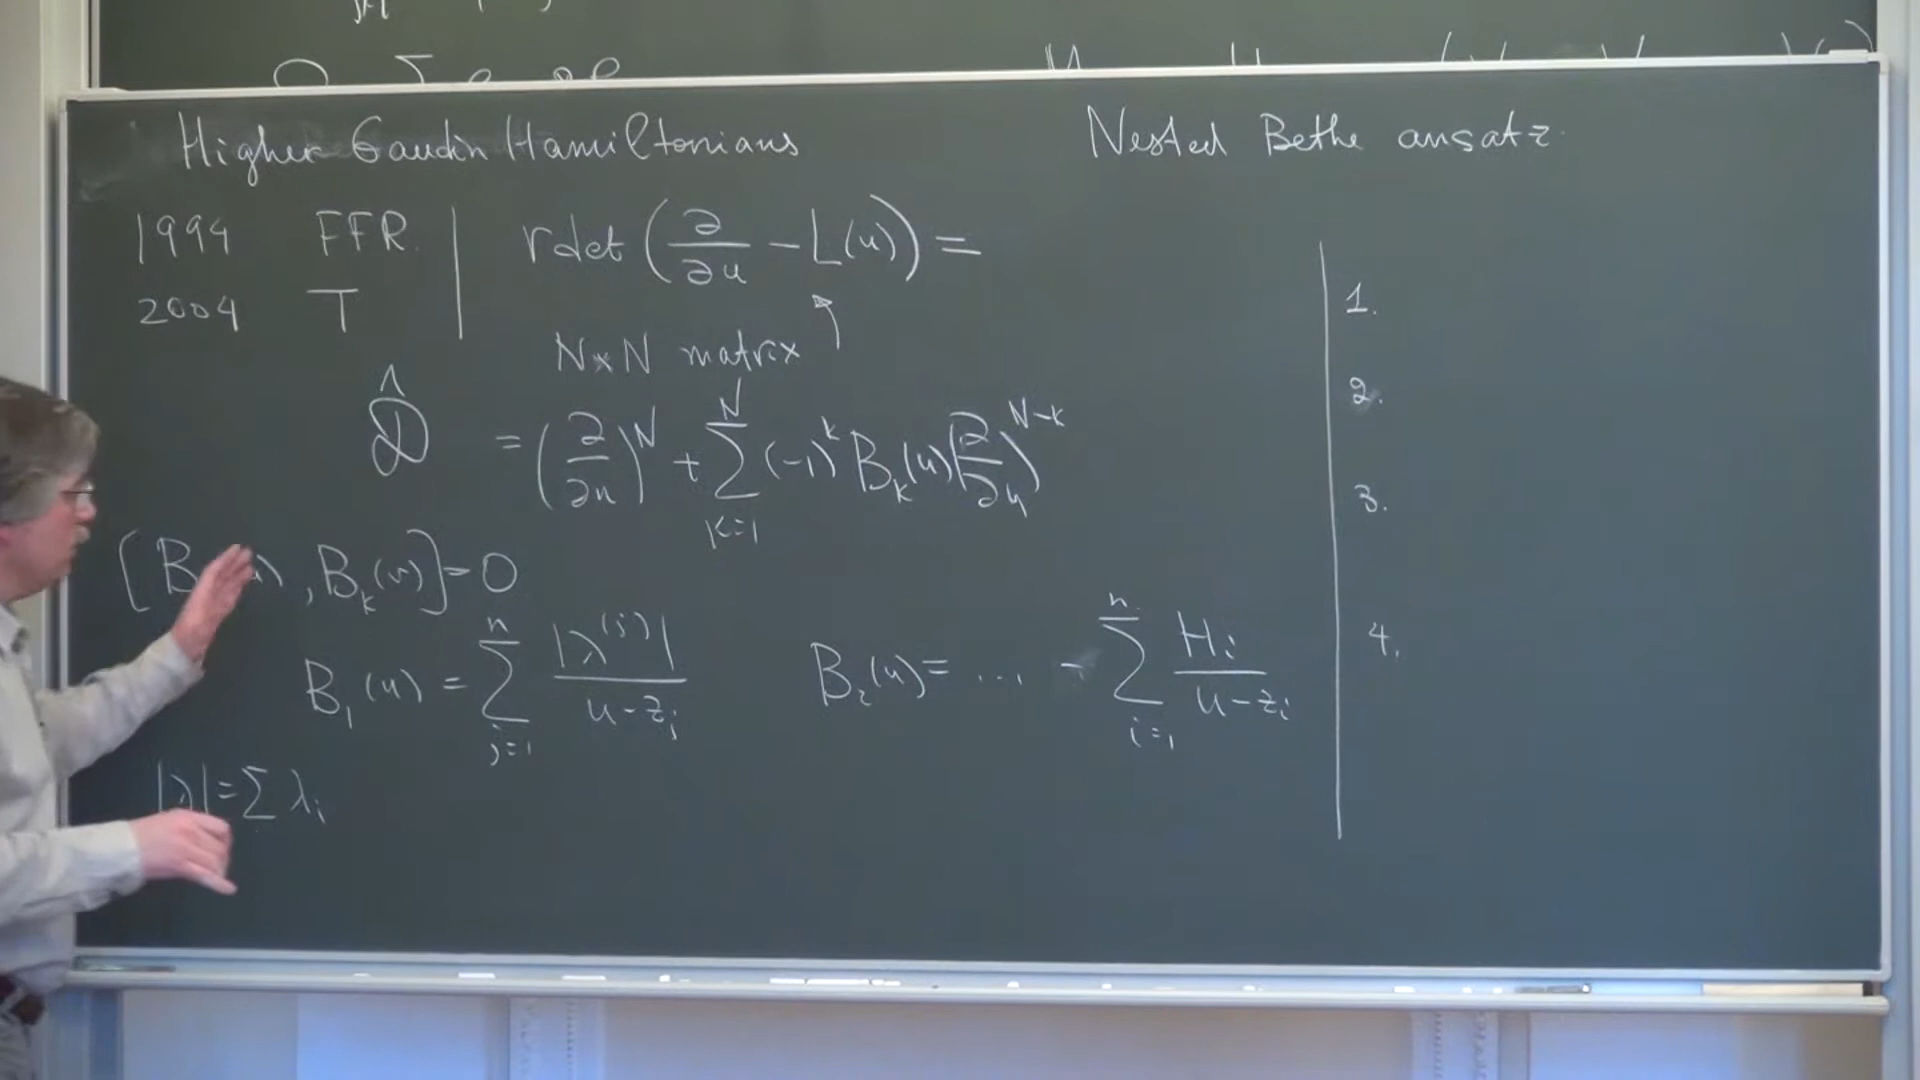 Higher Gaudin Hamiltonians
Nested Bethe ansatz
1994 FFR.
2004 T
rdet (∂/∂u − L(u)) =
N×N matrix
D̂ = (∂/∂u)^N + ∑_{k=1}^{N} (−1)^k B_k(u) (∂/∂u)^{N−k}
[B , B_k(v)] = 0
B_1(u) = ∑_{j=1}^{n} |λ^{(j)}| / (u − z_j)
B_2(u) = ... − ∑_{i=1}^{n} H_i / (u − z_i)
|λ| = ∑ λ_i
1.
2.
3.
4.